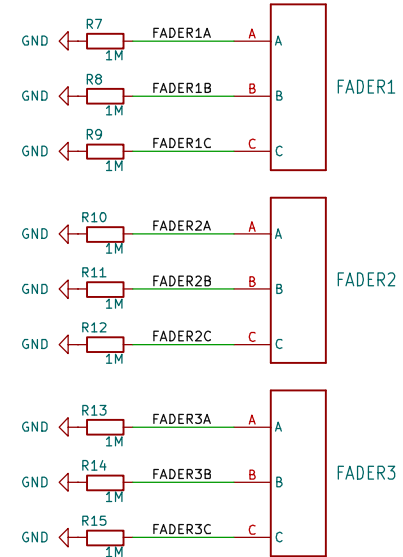 R7
GND 1M FADER1A A A
R8
GND 1M FADER1B B B FADER1
R9
GND 1M FADER1C C C
R10
GND 1M FADER2A A A
R11
GND 1M FADER2B B B FADER2
R12
GND 1M FADER2C C C
R13
GND 1M FADER3A A A
R14
GND 1M FADER3B B B FADER3
R15
GND 1M FADER3C C C